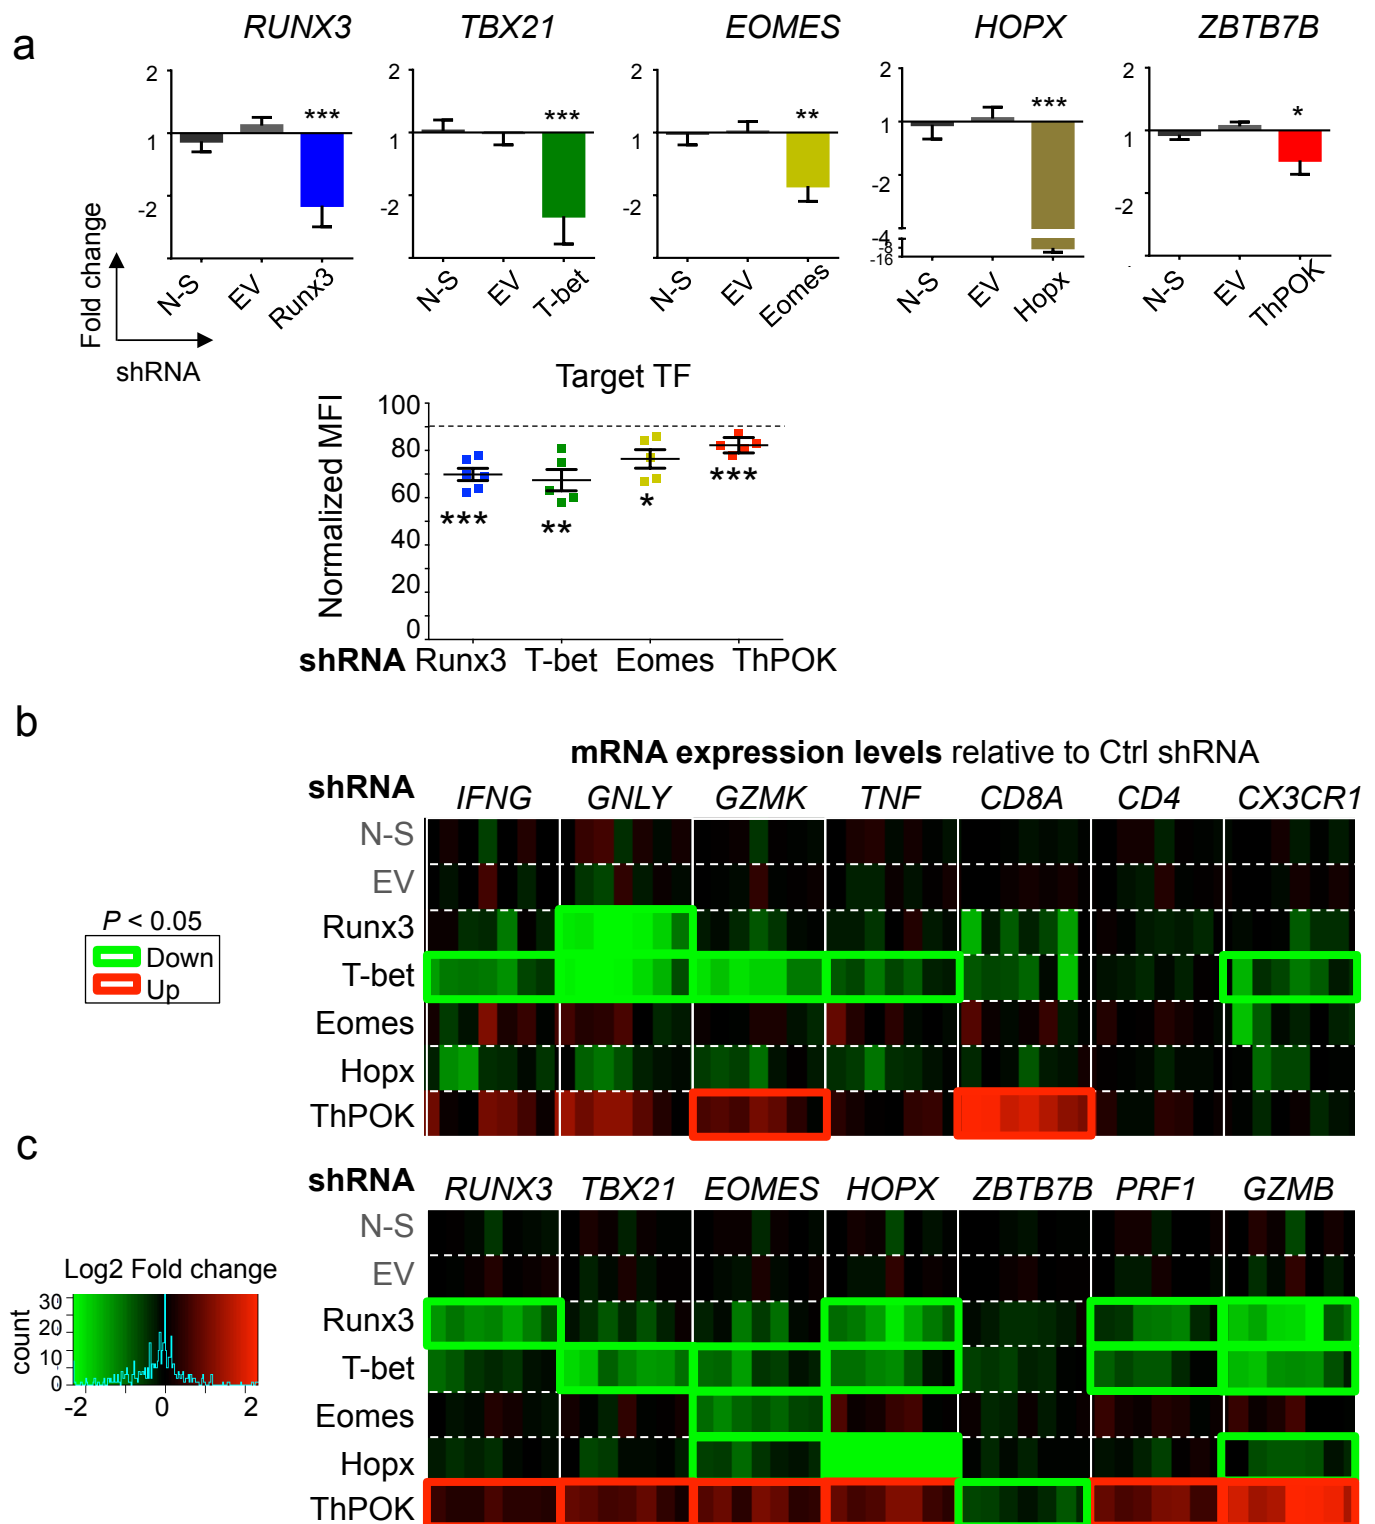 a
RUNX3 TBX21 EOMES HOPX ZBTB7B
2 1 -2 *** N-S EV Runx3
2 1 -2 *** N-S EV T-bet
2 1 -2 ** N-S EV Eomes
2 1 -2 -4 -8 -16 *** N-S EV Hopx
2 1 -2 * N-S EV ThPOK
Fold change
shRNA
Target TF
Normalized MFI
100
80
60
40
20
0
*** ** * ***
shRNA Runx3 T-bet Eomes ThPOK
b
mRNA expression levels relative to Ctrl shRNA
shRNA IFNG GNLY GZMK TNF CD8A CD4 CX3CR1
N-S
EV
Runx3
T-bet
Eomes
Hopx
ThPOK
P < 0.05
Down
Up
c
shRNA RUNX3 TBX21 EOMES HOPX ZBTB7B PRF1 GZMB
N-S
EV
Runx3
T-bet
Eomes
Hopx
ThPOK
Log2 Fold change
count
30
20
10
0
-2 0 2